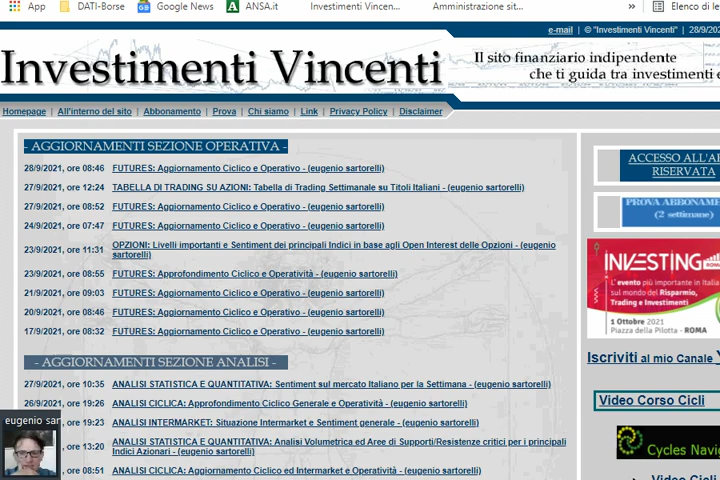 App DATI-Borse Google News ANSA.it Investimenti Vincen... Amministrazione sit... » Elenco di le
e-mail | © "Investimenti Vincenti" | 28/9/202
Investimenti Vincenti
Il sito finanziario indipendente
che ti guida tra investimenti e
Homepage | All'interno del sito | Abbonamento | Prova | Chi siamo | Link | Privacy Policy | Disclaimer
- AGGIORNAMENTI SEZIONE OPERATIVA -
28/9/2021, ore 08:46 FUTURES: Aggiornamento Ciclico e Operativo - (eugenio sartorelli)
27/9/2021, ore 12:24 TABELLA DI TRADING SU AZIONI: Tabella di Trading Settimanale su Titoli Italiani - (eugenio sartorelli)
27/9/2021, ore 08:52 FUTURES: Aggiornamento Ciclico e Operativo - (eugenio sartorelli)
24/9/2021, ore 07:47 FUTURES: Aggiornamento Ciclico e Operativo - (eugenio sartorelli)
23/9/2021, ore 11:31 OPZIONI: Livelli importanti e Sentiment dei principali Indici in base agli Open Interest delle Opzioni - (eugenio
sartorelli)
23/9/2021, ore 08:55 FUTURES: Approfondimento Ciclico e Operatività - (eugenio sartorelli)
21/9/2021, ore 09:03 FUTURES: Aggiornamento Ciclico e Operativo - (eugenio sartorelli)
20/9/2021, ore 08:46 FUTURES: Aggiornamento Ciclico e Operativo - (eugenio sartorelli)
17/9/2021, ore 08:32 FUTURES: Aggiornamento Ciclico e Operativo - (eugenio sartorelli)
- AGGIORNAMENTI SEZIONE ANALISI -
27/9/2021, ore 10:35 ANALISI STATISTICA E QUANTITATIVA: Sentiment sul mercato Italiano per la Settimana - (eugenio sartorelli)
26/9/2021, ore 19:26 ANALISI CICLICA: Approfondimento Ciclico Generale e Operatività - (eugenio sartorelli)
, ore 19:23 ANALISI INTERMARKET: Situazione Intermarket e Sentiment generale - (eugenio sartorelli)
, ore 13:20 ANALISI STATISTICA E QUANTITATIVA: Analisi Volumetrica ed Aree di Supporti/Resistenze critici per i principali
Indici Azionari - (eugenio sartorelli)
, ore 08:51 ANALISI CICLICA: Aggiornamento Ciclico ed Intermarket e Operatività - (eugenio sartorelli)
eugenio sar
ACCESSO ALL'AR
RISERVATA
PROVA ABBONAME
(2 settimane)
INVESTING ROMA
L'evento più importante in Italia
sul mondo del Risparmio,
Trading e Investimenti
1 Ottobre 2021
Piazza della Pilotta - ROMA
Iscriviti al mio Canale Y
Video Corso Cicli
Cycles Navig
Video Cicli